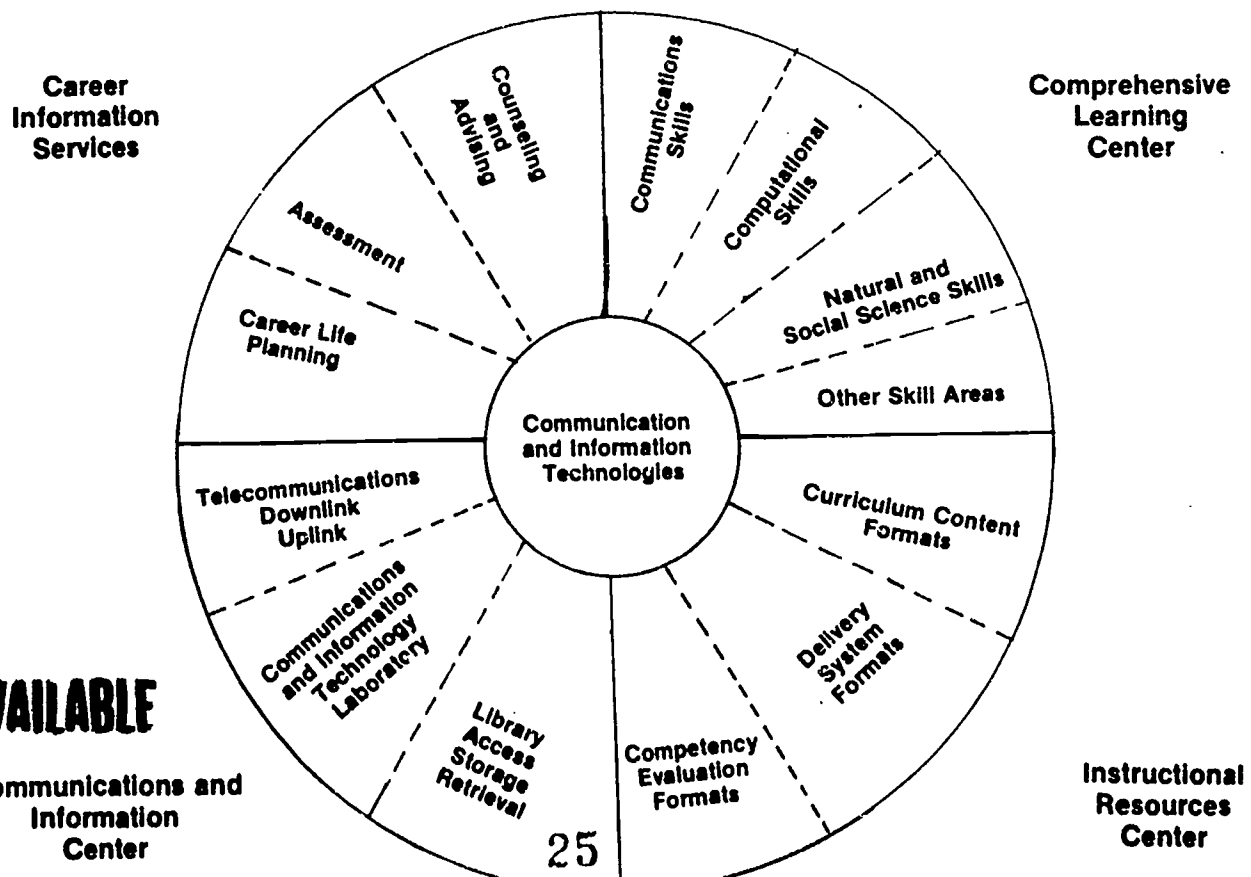 Career
Information
Services
Comprehensive
Learning
Center
Counseling
and
Advising
Communications
Skills
Computational
Skills
Natural and
Social Science Skills
Other Skill Areas
Assessment
Career Life
Planning
Communication
and Information
Technologies
Telecommunications
Downlink
Uplink
Communications
and Information
Technology
Laboratory
Library
Access
Storage
Retrieval
Curriculum Content
Formats
Delivery
System
Formats
Competency
Evaluation
Formats
VAILABLE
ommunications and
Information
Center
Instructional
Resources
Center
25